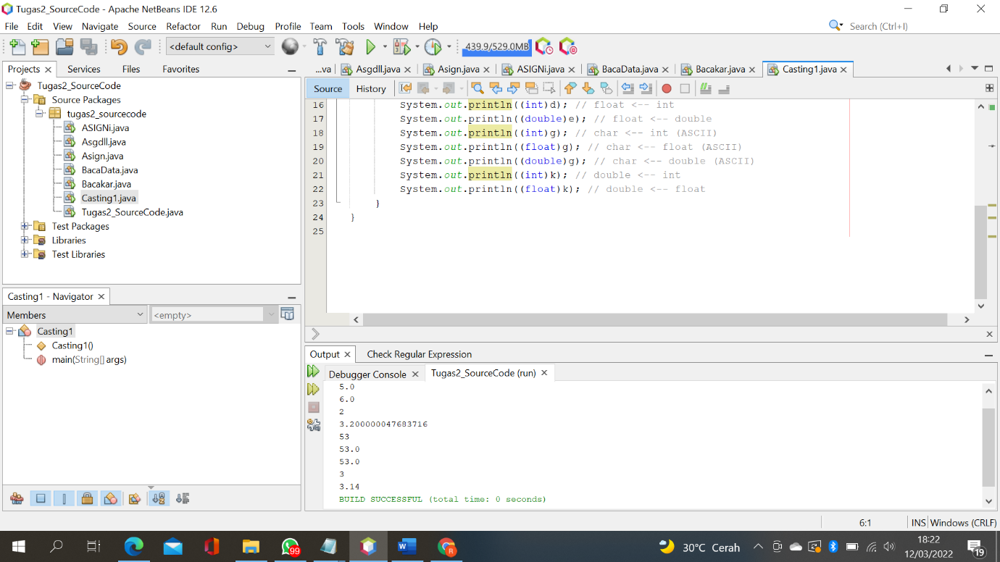 Tugas2_SourceCode - Apache NetBeans IDE 12.6
File Edit View Navigate Source Refactor Run Debug Profile Team Tools Window Help
Search (Ctrl+I)
<default config>
439.9/529.0MB
Projects Services Files Favorites
...va Asgdll.java Asign.java ASIGNi.java BacaData.java Bacakar.java Casting1.java
Source History
Tugas2_SourceCode
Source Packages
tugas2_sourcecode
ASIGNi.java
Asgdll.java
Asign.java
BacaData.java
Bacakar.java
Casting1.java
Tugas2_SourceCode.java
Test Packages
Libraries
Test Libraries
16 System.out.println((int)d); // float <-- int
17 System.out.println((double)e); // float <-- double
18 System.out.println((int)g); // char <-- int (ASCII)
19 System.out.println((float)g); // char <-- float (ASCII)
20 System.out.println((double)g); // char <-- double (ASCII)
21 System.out.println((int)k); // double <-- int
22 System.out.println((float)k); // double <-- float
23 }
24 }
25
Casting1 - Navigator
Members <empty>
Casting1
Casting1()
main(String[] args)
Output Check Regular Expression
Debugger Console Tugas2_SourceCode (run)
5.0
6.0
2
3.200000047683716
53
53.0
53.0
3
3.14
BUILD SUCCESSFUL (total time: 0 seconds)
6:1 INS Windows (CRLF)
99
W
R
30°C Cerah
18:22
12/03/2022
19